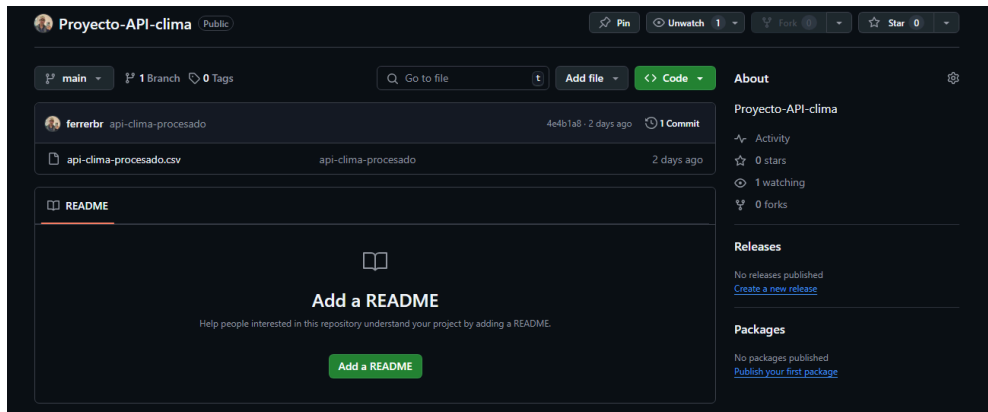 Proyecto-API-clima Public Pin Unwatch 1 Fork 0 Star 0
main 1 Branch 0 Tags Go to file t Add file Code
ferrerbr api-clima-procesado 4e4b1a8 · 2 days ago 1 Commit
api-clima-procesado.csv api-clima-procesado 2 days ago
README
Add a README
Help people interested in this repository understand your project by adding a README.
Add a README
About
Proyecto-API-clima
Activity
0 stars
1 watching
0 forks
Releases
No releases published
Create a new release
Packages
No packages published
Publish your first package